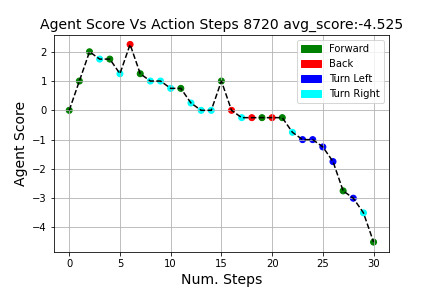 Agent Score Vs Action Steps 8720 avg_score:-4.525
Forward
Back
Turn Left
Turn Right
Agent Score
2
1
0
−1
−2
−3
−4
0 5 10 15 20 25 30
Num. Steps